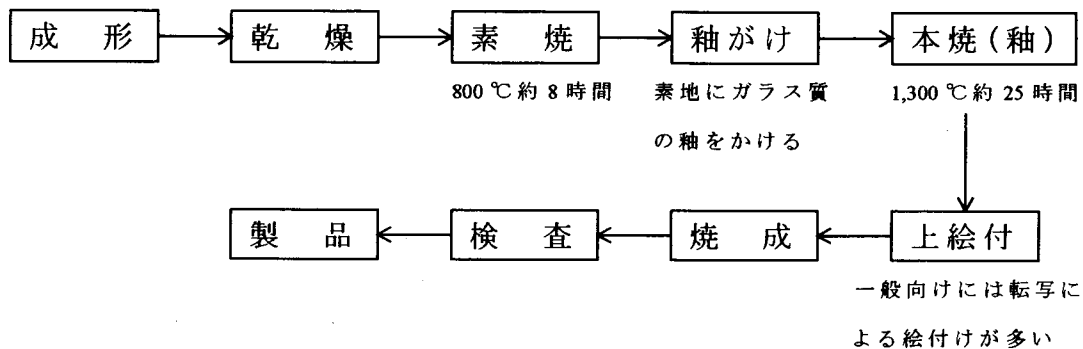 成形
乾燥
素焼
釉がけ
本焼(釉)
800℃約8時間
素地にガラス質
の釉をかける
1,300℃約25時間
製品
検査
焼成
上絵付
一般向けには転写に
よる絵付けが多い